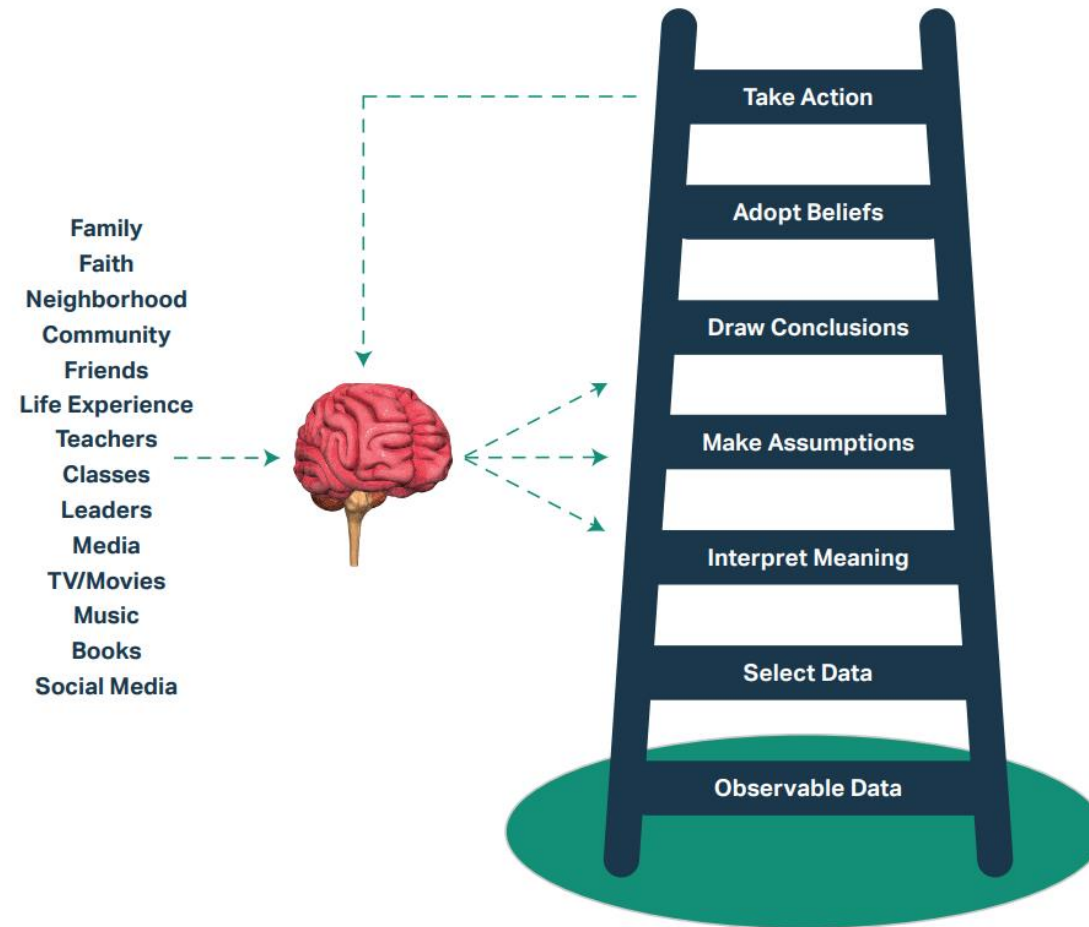 Family
Faith
Neighborhood
Community
Friends
Life Experience
Teachers
Classes
Leaders
Media
TV/Movies
Music
Books
Social Media
Take Action
Adopt Beliefs
Draw Conclusions
Make Assumptions
Interpret Meaning
Select Data
Observable Data